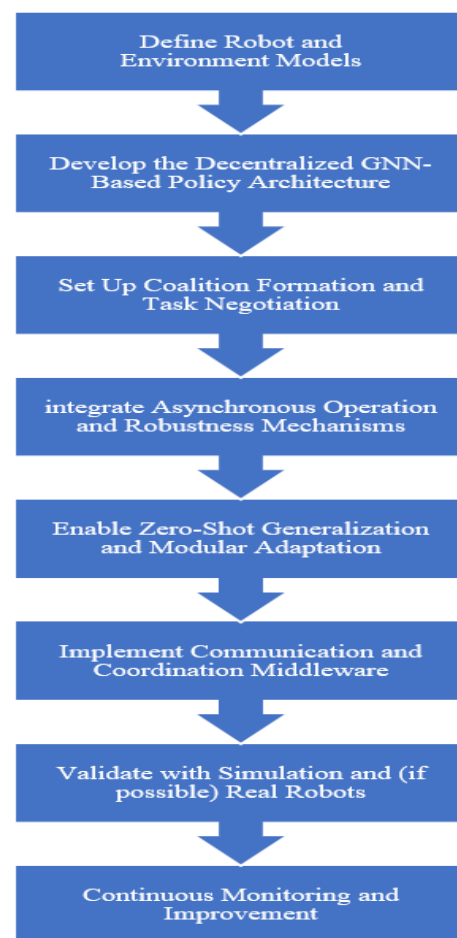 Define Robot and
Environment Models
Develop the Decentralized GNN-
Based Policy Architecture
Set Up Coalition Formation and
Task Negotiation
integrate Asynchronous Operation
and Robustness Mechanisms
Enable Zero-Shot Generalization
and Modular Adaptation
Implement Communication and
Coordination Middleware
Validate with Simulation and (if
possible) Real Robots
Continuous Monitoring and
Improvement